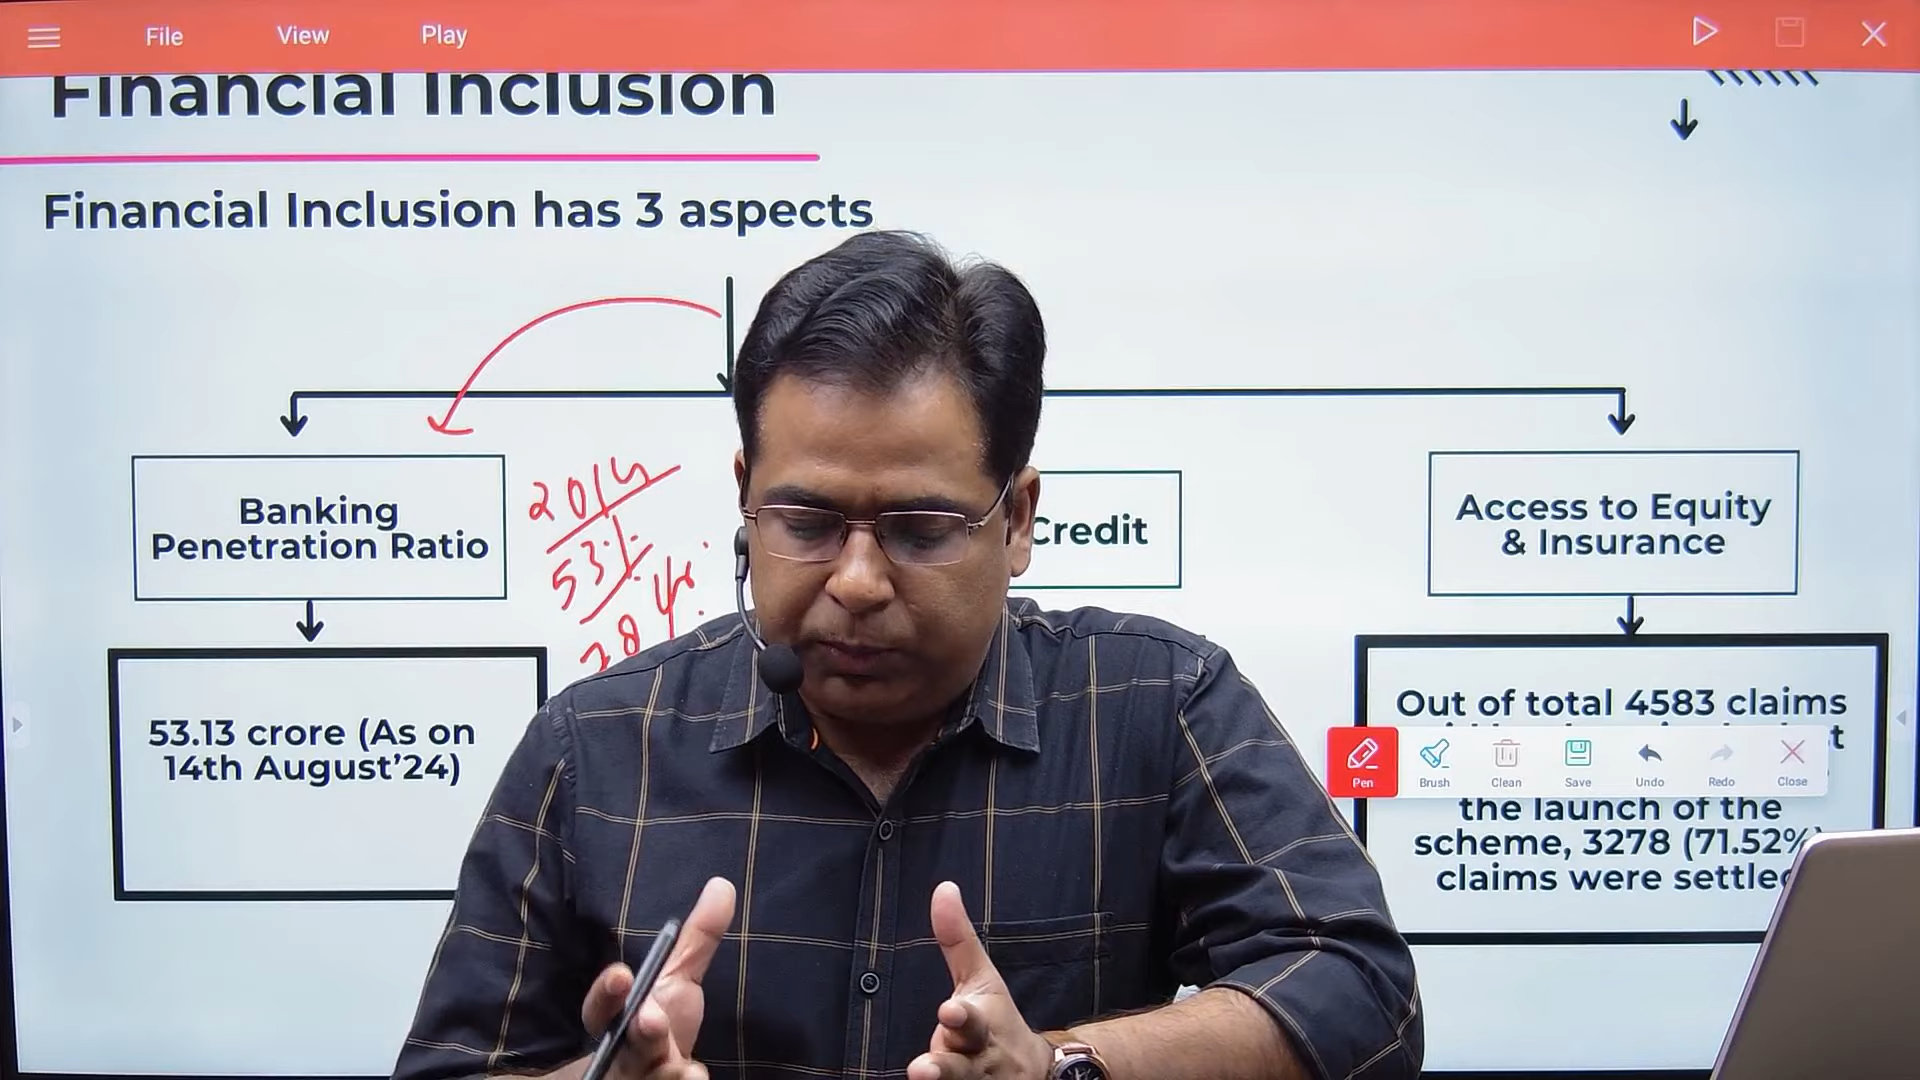 File View Play
Financial Inclusion
Financial Inclusion has 3 aspects
Banking
Penetration Ratio
53.13 crore (As on
14th August'24)
2014
53%
Credit
Access to Equity
& Insurance
Out of total 4583 claims
the launch of the
scheme, 3278 (71.52%)
claims were settled
Pen Brush Clean Save Undo Redo Close